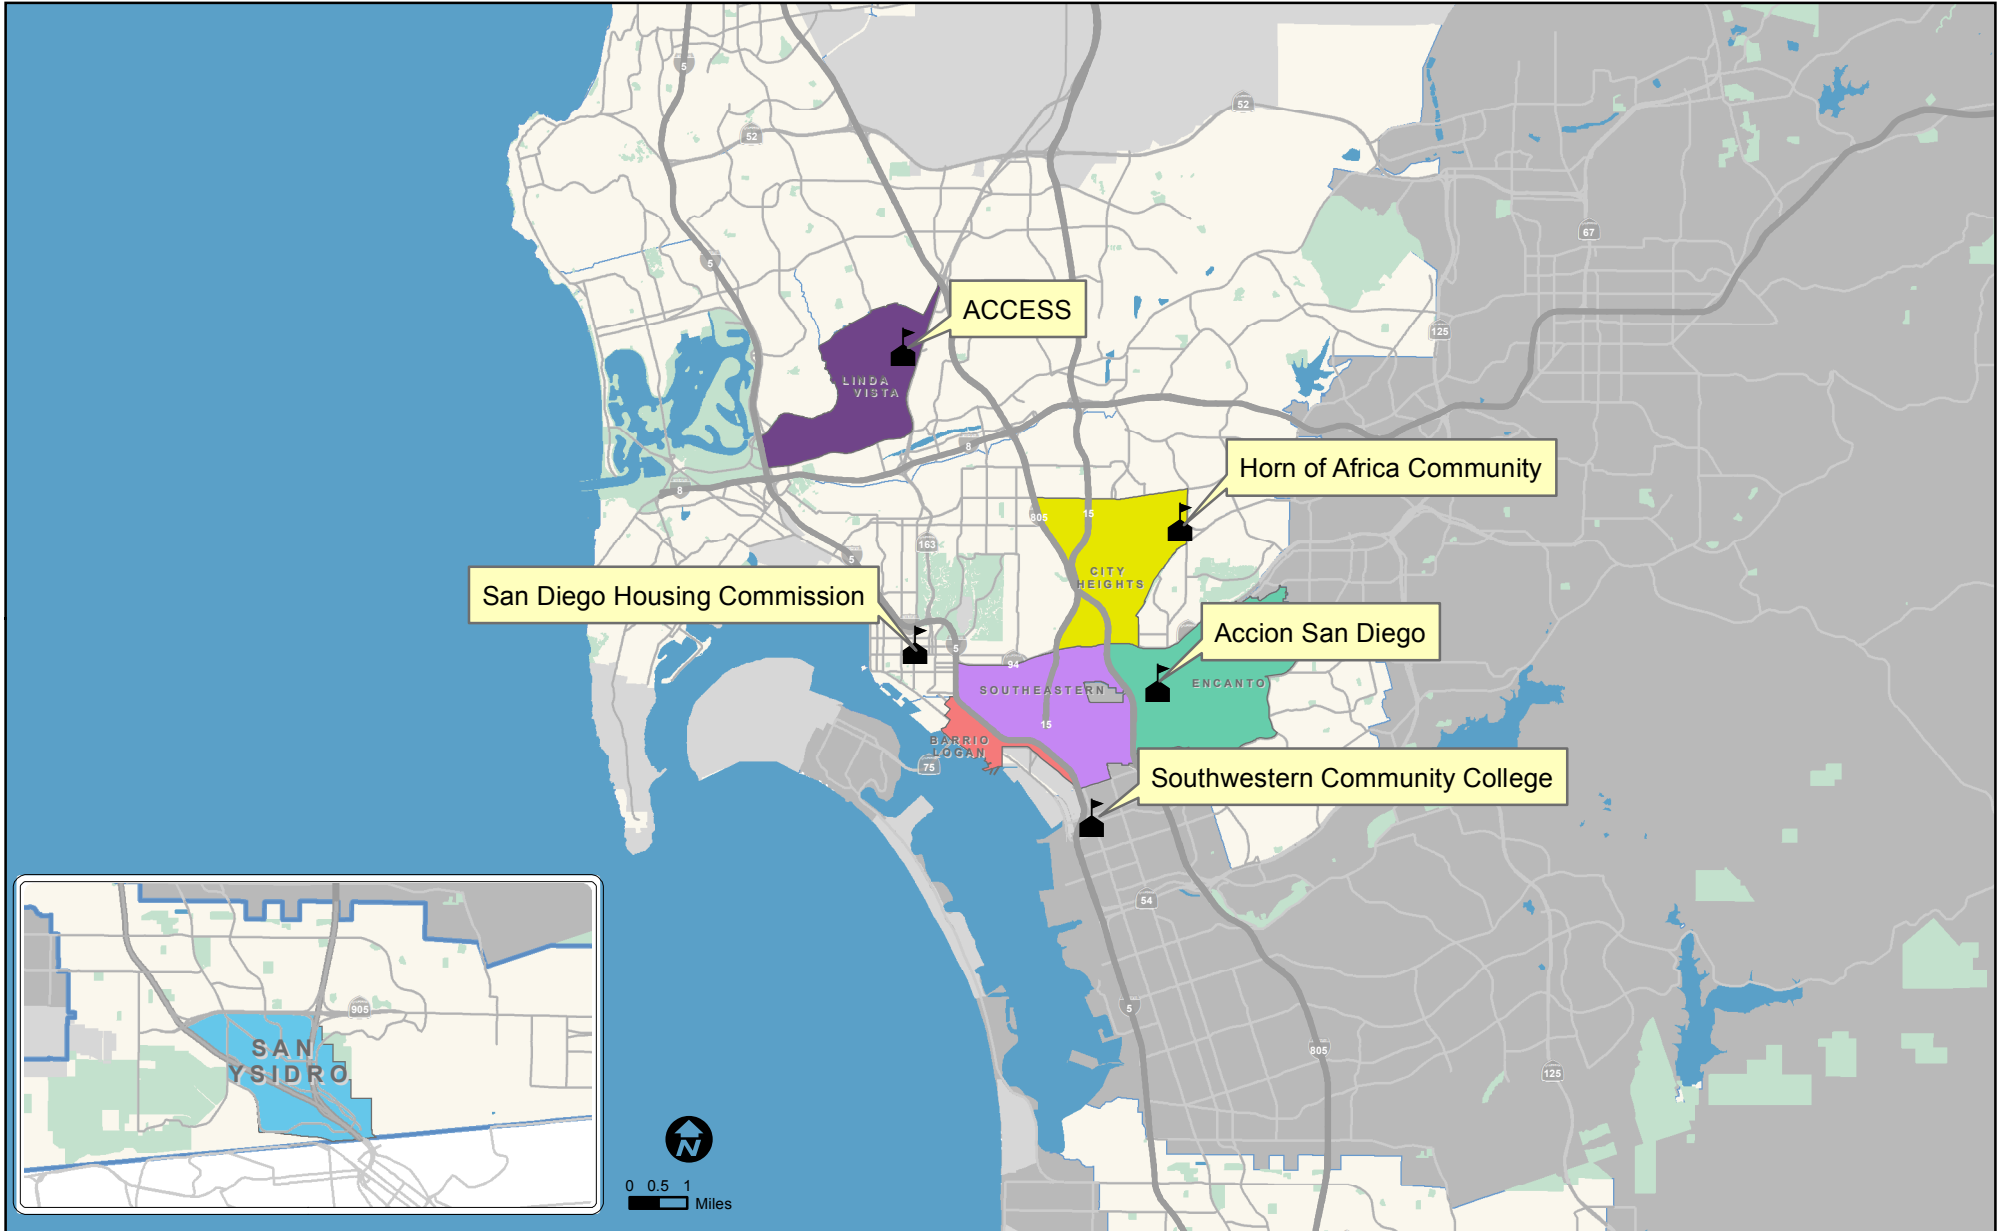 5
52
52
5
67
ACCESS
125
LINDA
VISTA
8
Horn of Africa Community
8
805
15
163
5
CITY
HEIGHTS
San Diego Housing Commission
Accion San Diego
5
94
SOUTHEASTERN
ENCANTO
15
BARRIO
LOGAN
75
Southwestern Community College
54
905
5
SAN
YSIDRO
805
125
N
0 0.5 1
Miles